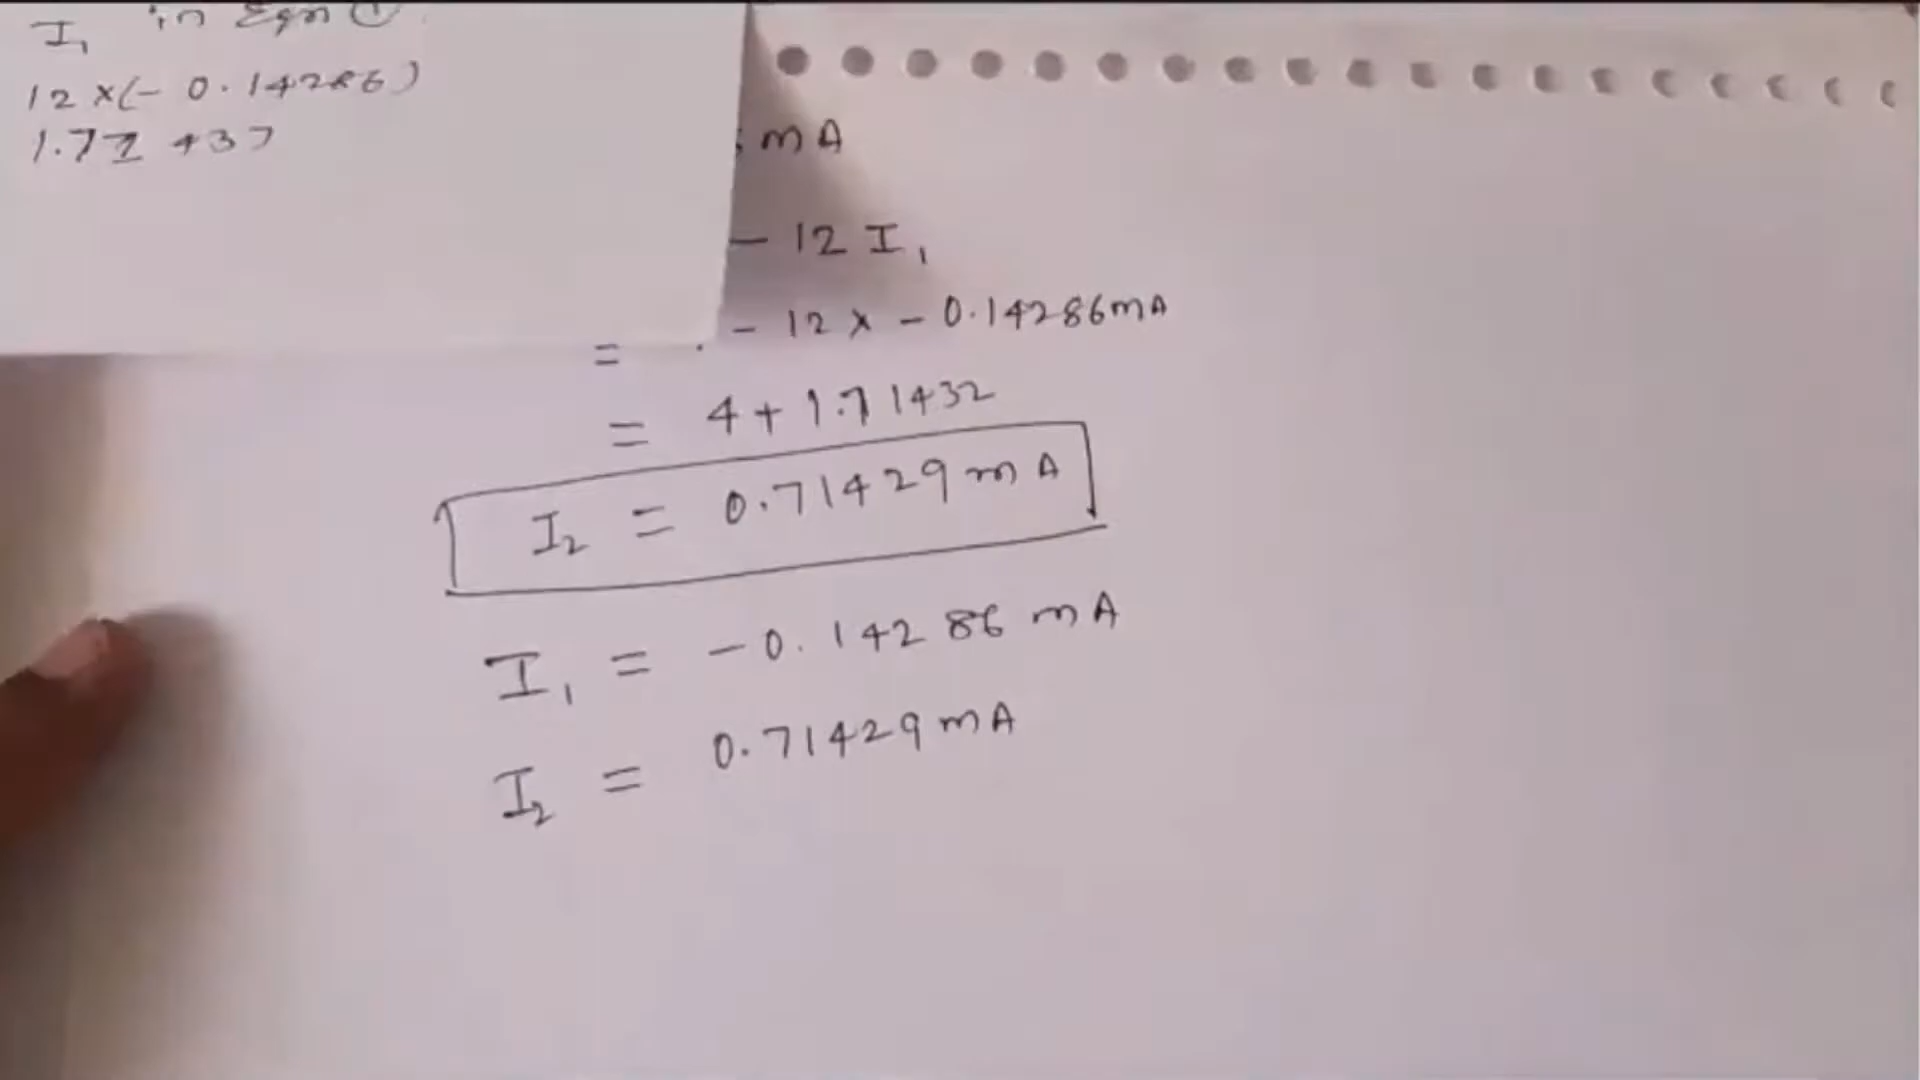 I₁ in Eqn ①
12 ×(- 0.14286)
1.71 437
mA
- 12 I₁
= - 12 × - 0.14286mA
= 4 + 1.71432
I₂ = 0.71429 mA
I₁ = -0.14286 mA
I₂ = 0.71429 mA